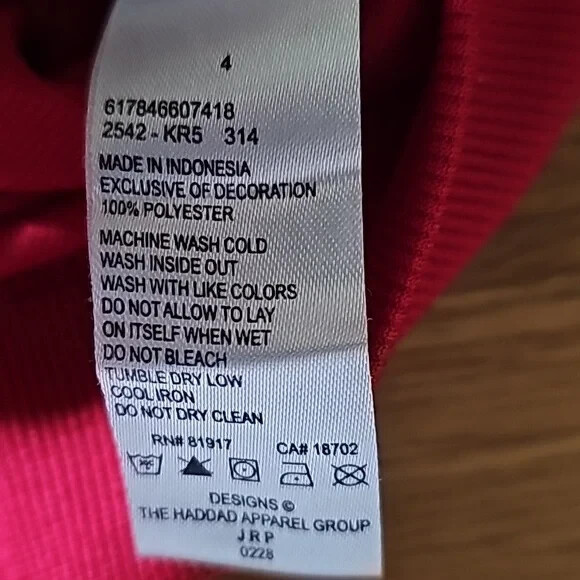 4
617846607418
2542 - KR5 314
MADE IN INDONESIA
EXCLUSIVE OF DECORATION
100% POLYESTER
MACHINE WASH COLD
WASH INSIDE OUT
WASH WITH LIKE COLORS
DO NOT ALLOW TO LAY
ON ITSELF WHEN WET
DO NOT BLEACH
TUMBLE DRY LOW
COOL IRON
DO NOT DRY CLEAN
RN# 81917 CA# 18702
DESIGNS ©
THE HADDAD APPAREL GROUP
JRP
0228